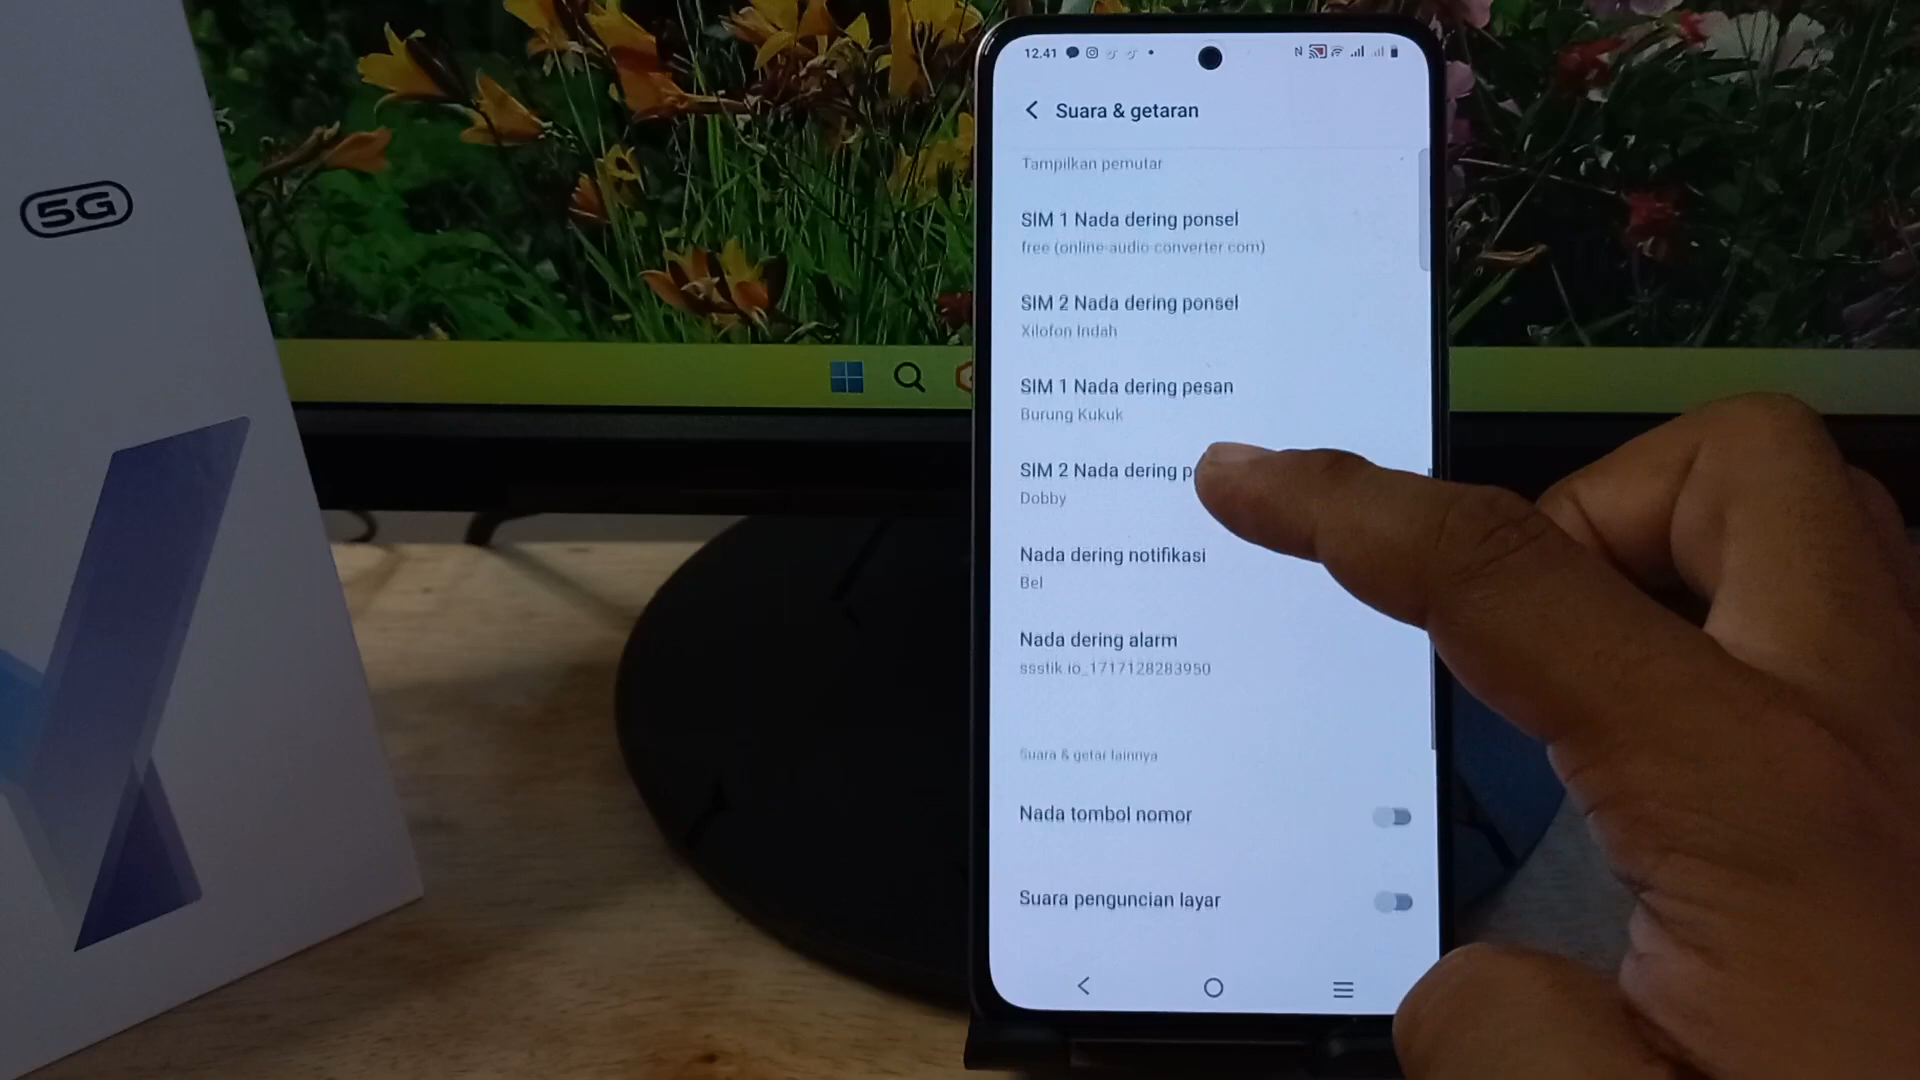 5G
12.41
Suara & getaran
Tampilkan pemutar
SIM 1 Nada dering ponsel
free (online-audio-converter.com)
SIM 2 Nada dering ponsel
Xilofon Indah
SIM 1 Nada dering pesan
Burung Kukuk
SIM 2 Nada dering
Dobby
Nada dering notifikasi
Bel
Nada dering alarm
ssstik.io_1717128283950
Suara & getar lainnya
Nada tombol nomor
Suara penguncian layar